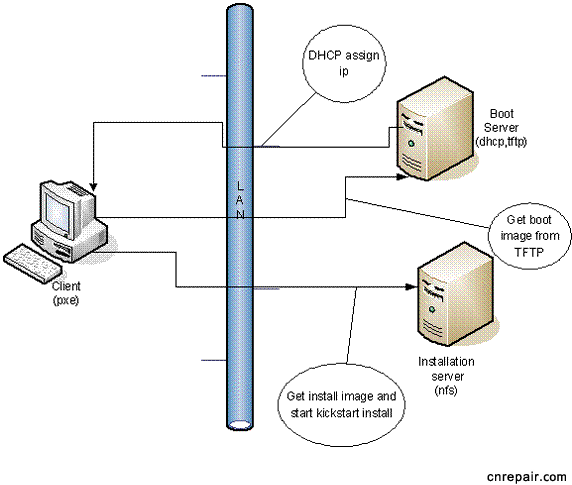 DHCP assign
ip
Boot
Server
(dhcp,tftp)
L
A
N
Get boot
image from
TFTP
Client
(pxe)
Installation
server
(nfs)
Get install image and
start kickstart install
cnrepair.com